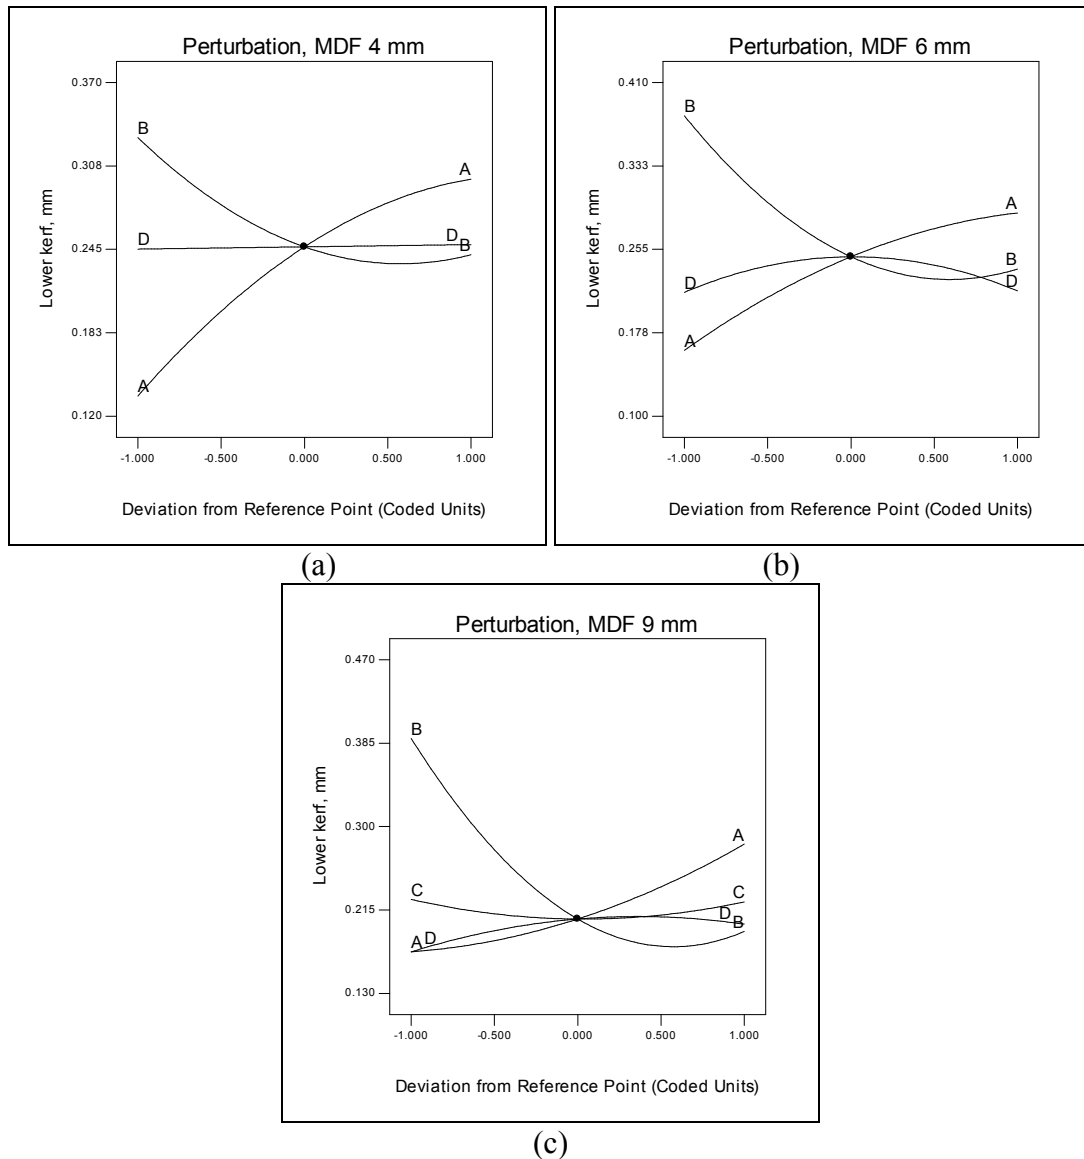 Perturbation, MDF 4 mm
0.370
0.308
0.245
0.183
0.120
Lower kerf, mm
B
A
D
D
B
A
-1.000
-0.500
0.000
0.500
1.000
Deviation from Reference Point (Coded Units)
(a)
Perturbation, MDF 6 mm
0.410
0.333
0.255
0.178
0.100
Lower kerf, mm
B
A
B
D
D
A
-1.000
-0.500
0.000
0.500
1.000
Deviation from Reference Point (Coded Units)
(b)
Perturbation, MDF 9 mm
0.470
0.385
0.300
0.215
0.130
Lower kerf, mm
B
A
C
C
D
B
A
D
-1.000
-0.500
0.000
0.500
1.000
Deviation from Reference Point (Coded Units)
(c)